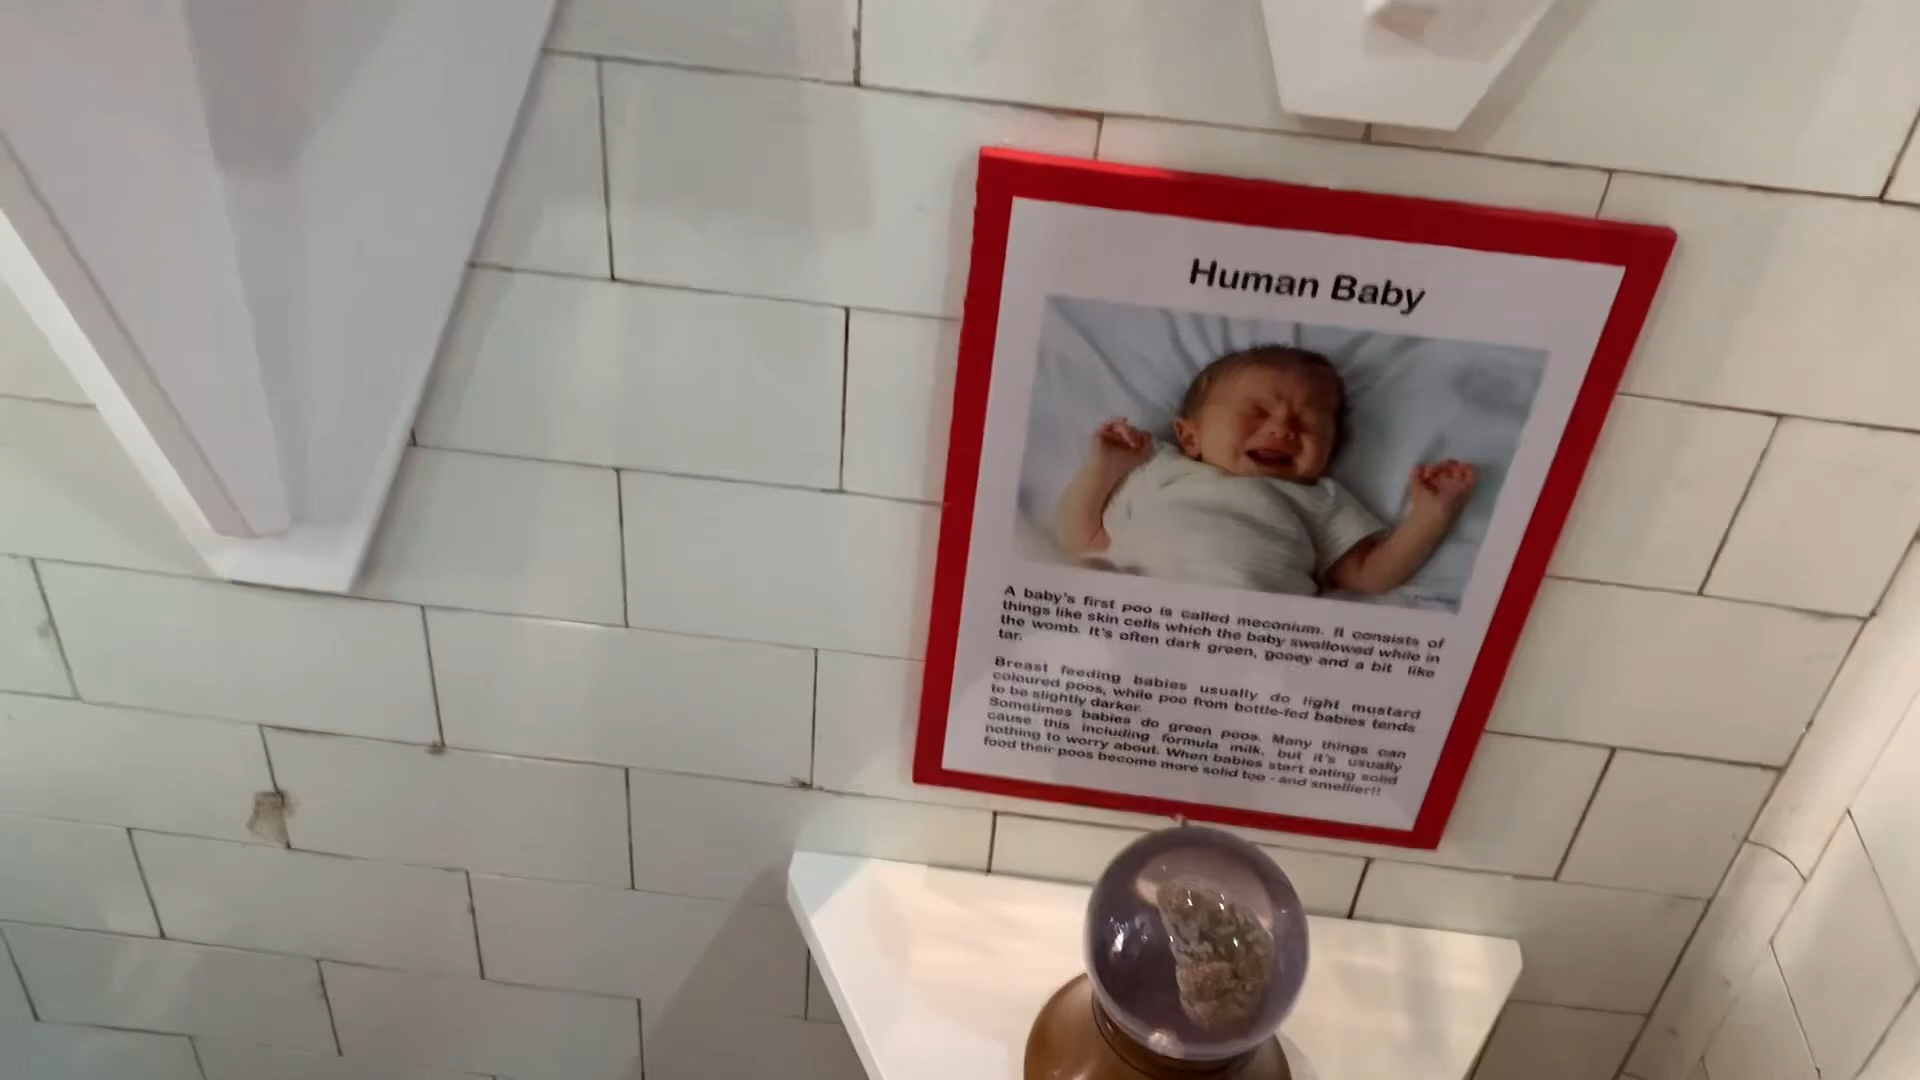 Human Baby
A baby's first poo is called meconium. It consists of
things like skin cells which the baby swallowed while in
the womb. It's often dark green, gooey and a bit like
tar.
Breast feeding babies usually do light mustard
coloured poos, while poo from bottle-fed babies tends
to be slightly darker.
Sometimes babies do green poos. Many things can
cause this including formula milk, but it's usually
nothing to worry about. When babies start eating solid
food their poos become more solid too - and smellier!!